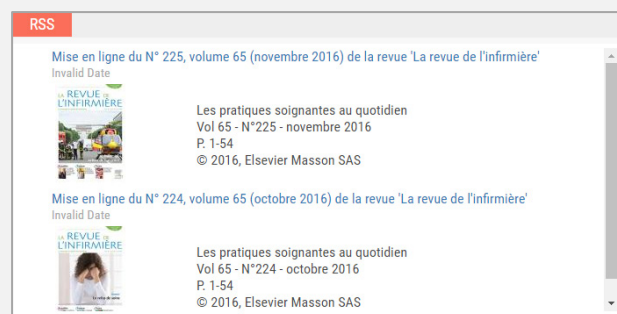 RSS
Mise en ligne du N° 225, volume 65 (novembre 2016) de la revue 'La revue de l'infirmière'
Invalid Date
LA REVUE DE
L'INFIRMIÈRE
Les pratiques soignantes au quotidien
Vol 65 - N°225 - novembre 2016
P. 1-54
© 2016, Elsevier Masson SAS
Mise en ligne du N° 224, volume 65 (octobre 2016) de la revue 'La revue de l'infirmière'
Invalid Date
LA REVUE DE
L'INFIRMIÈRE
Les pratiques soignantes au quotidien
Vol 65 - N°224 - octobre 2016
P. 1-54
© 2016, Elsevier Masson SAS